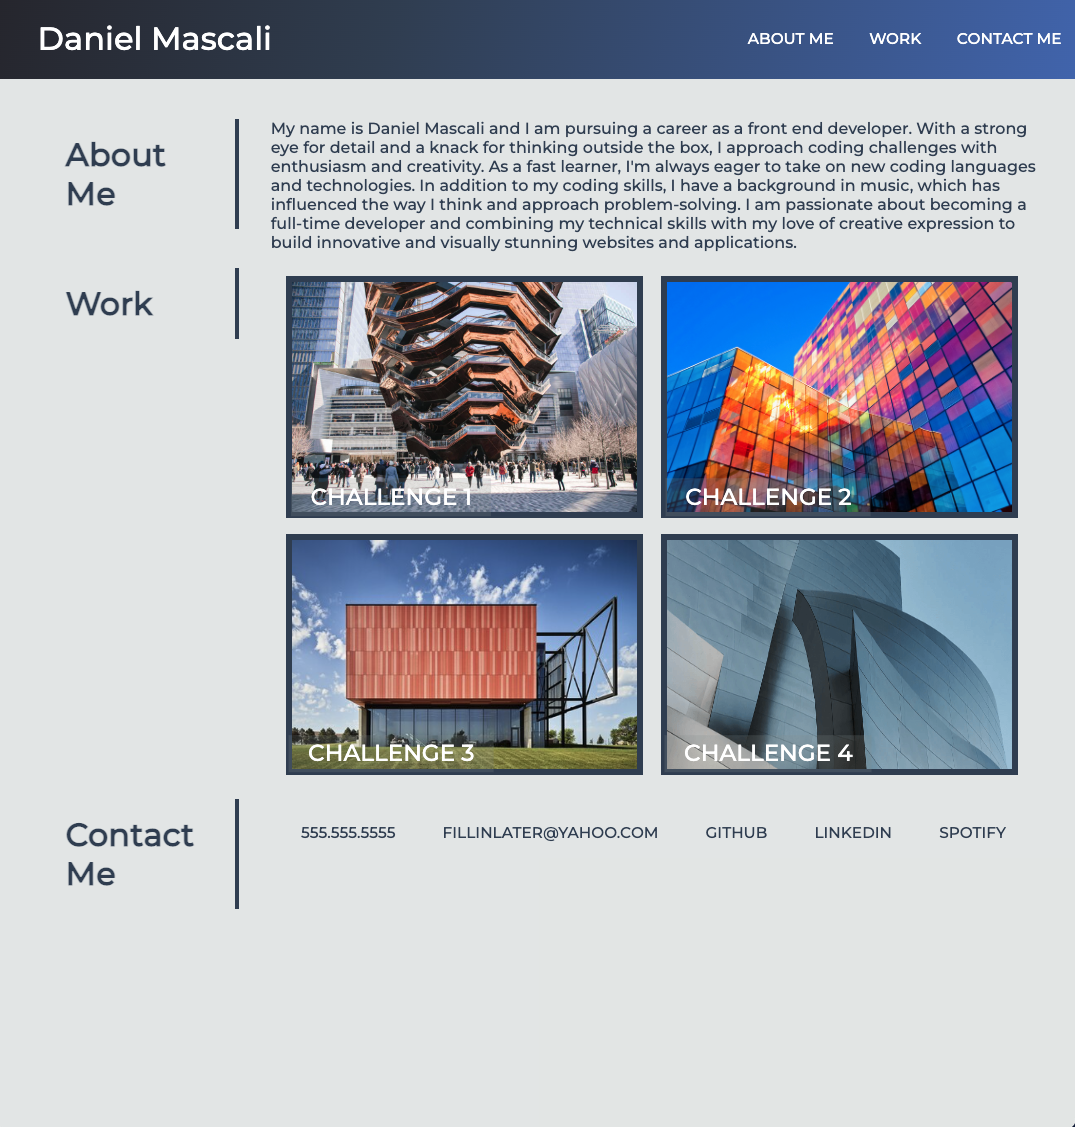 Daniel Mascali
ABOUT ME WORK CONTACT ME
About
Me
My name is Daniel Mascali and I am pursuing a career as a front end developer. With a strong
eye for detail and a knack for thinking outside the box, I approach coding challenges with
enthusiasm and creativity. As a fast learner, I'm always eager to take on new coding languages
and technologies. In addition to my coding skills, I have a background in music, which has
influenced the way I think and approach problem-solving. I am passionate about becoming a
full-time developer and combining my technical skills with my love of creative expression to
build innovative and visually stunning websites and applications.
Work
CHALLENGE 1
CHALLENGE 2
CHALLENGE 3
CHALLENGE 4
Contact
Me
555.555.5555 FILLINLATER@YAHOO.COM GITHUB LINKEDIN SPOTIFY